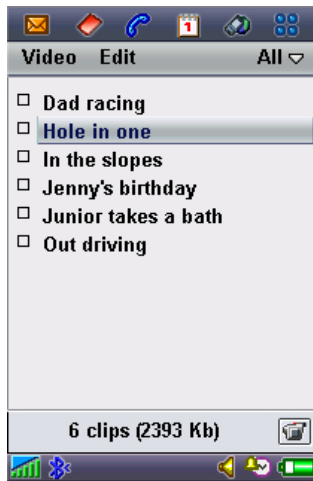 1
Video Edit All
Dad racing
Hole in one
In the slopes
Jenny's birthday
Junior takes a bath
Out driving
6 clips (2393 Kb)